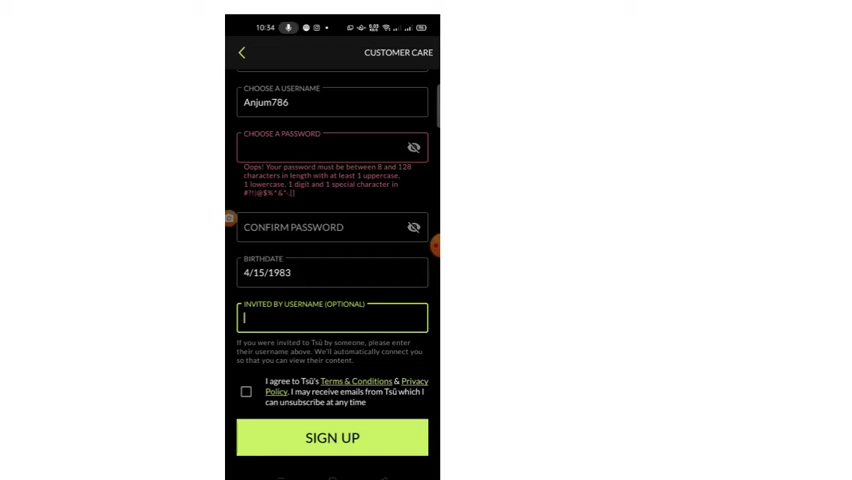 10:34
CUSTOMER CARE
CHOOSE A USERNAME
Anjum786
CHOOSE A PASSWORD
Oops! Your password must be between 8 and 128
characters in length with at least 1 uppercase,
1 lowercase, 1 digit and 1 special character in
CONFIRM PASSWORD
BIRTHDATE
4/15/1983
INVITED BY USERNAME (OPTIONAL)
If you were invited to Tsū by someone, please enter
their username above. We'll automatically connect you
so that you can view their content.
I agree to Tsū's Terms & Conditions & Privacy
Policy. I may receive emails from Tsū which I
can unsubscribe at any time
SIGN UP